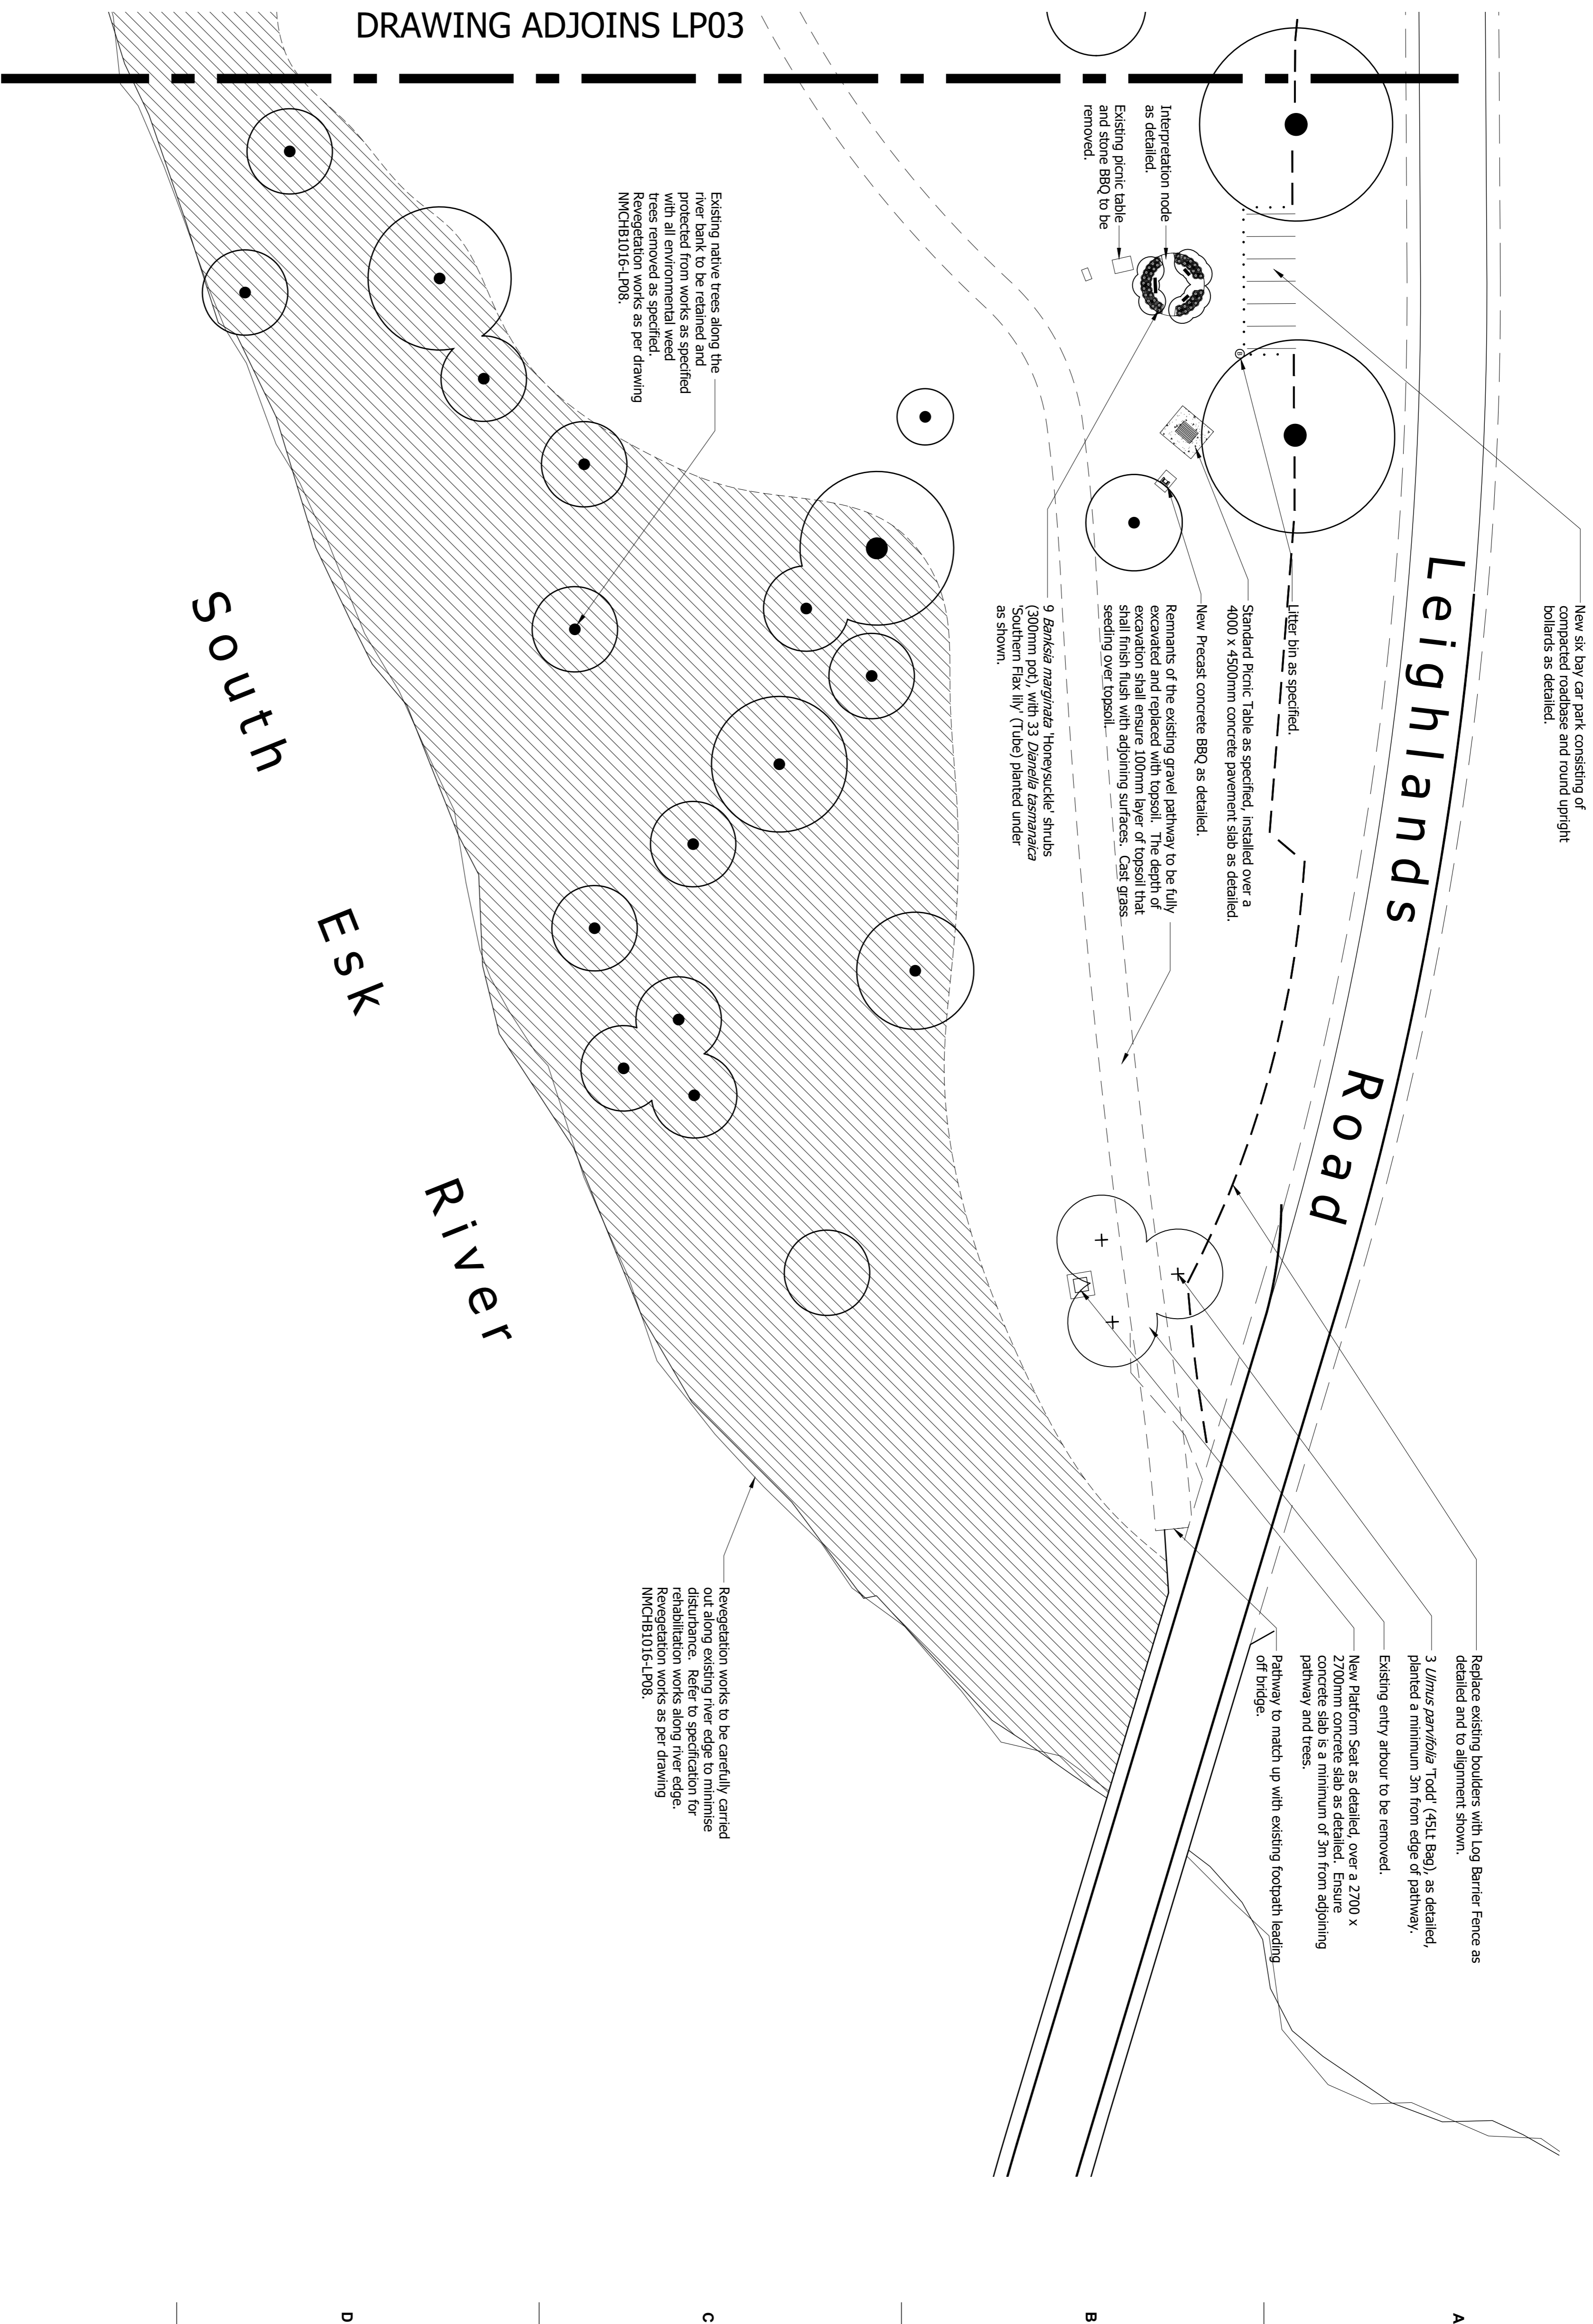 DRAWING ADJOINS LP03
New six bay car park consisting of
compacted roadbase and round upright
bollards as detailed.
Leighlands Road
Interpretation node
as detailed.
Existing picnic table
and stone BBQ to be
removed.
B
Litter bin as specified.
Standard Picnic Table as specified, installed over a
4000 x 4500mm concrete pavement slab as detailed.
New Precast concrete BBQ as detailed.
Remnants of the existing gravel pathway to be fully
excavated and replaced with topsoil. The depth of
excavation shall ensure 100mm layer of topsoil that
shall finish flush with adjoining surfaces. Cast grass
seeding over topsoil.
9 Banksia marginata 'Honeysuckle' shrubs
(300mm pot), with 33 Dianella tasmanaica
'Southern Flax lily' (Tube) planted under
as shown.
Existing native trees along the
river bank to be retained and
protected from works as specified
with all environmental weed
trees removed as specified.
Revegetation works as per drawing
NMCHB1016-LP08.
South Esk River
Replace existing boulders with Log Barrier Fence as
detailed and to alignment shown.
3 Ulmus parvifolia 'Todd' (45Lt Bag), as detailed,
planted a minimum 3m from edge of pathway.
Existing entry arbour to be removed.
New Platform Seat as detailed, over a 2700 x
2700mm concrete slab as detailed. Ensure
concrete slab is a minimum of 3m from adjoining
pathway and trees.
Pathway to match up with existing footpath leading
off bridge.
Revegetation works to be carefully carried
out along existing river edge to minimise
disturbance. Refer to specification for
rehabilitation works along river edge.
Revegetation works as per drawing
NMCHB1016-LP08.
A
B
C
D